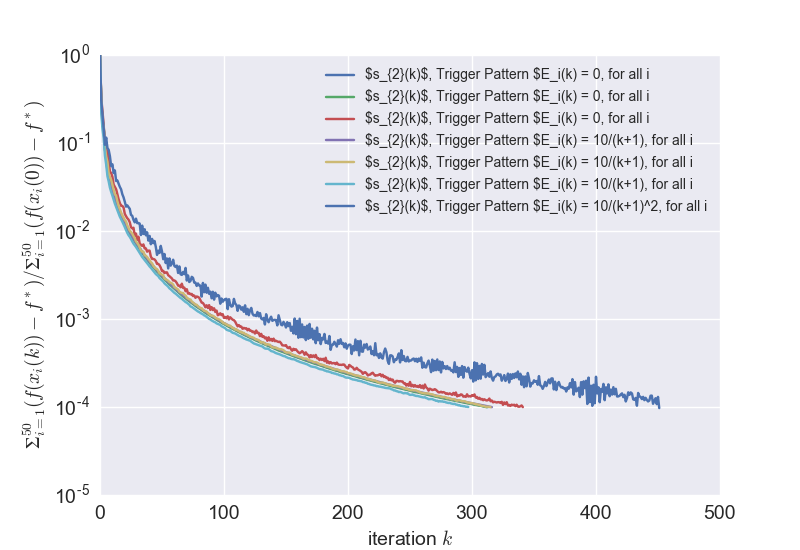 10^0
10^{-1}
10^{-2}
10^{-3}
10^{-4}
10^{-5}
Σ_{i=1}^{50}(f(x_i(k)) − f*)/Σ_{i=1}^{50}(f(x_i(0)) − f*)
$s_{2}(k)$, Trigger Pattern $E_i(k) = 0, for all i
$s_{2}(k)$, Trigger Pattern $E_i(k) = 0, for all i
$s_{2}(k)$, Trigger Pattern $E_i(k) = 0, for all i
$s_{2}(k)$, Trigger Pattern $E_i(k) = 10/(k+1), for all i
$s_{2}(k)$, Trigger Pattern $E_i(k) = 10/(k+1), for all i
$s_{2}(k)$, Trigger Pattern $E_i(k) = 10/(k+1), for all i
$s_{2}(k)$, Trigger Pattern $E_i(k) = 10/(k+1)^2, for all i
0 100 200 300 400 500
iteration k